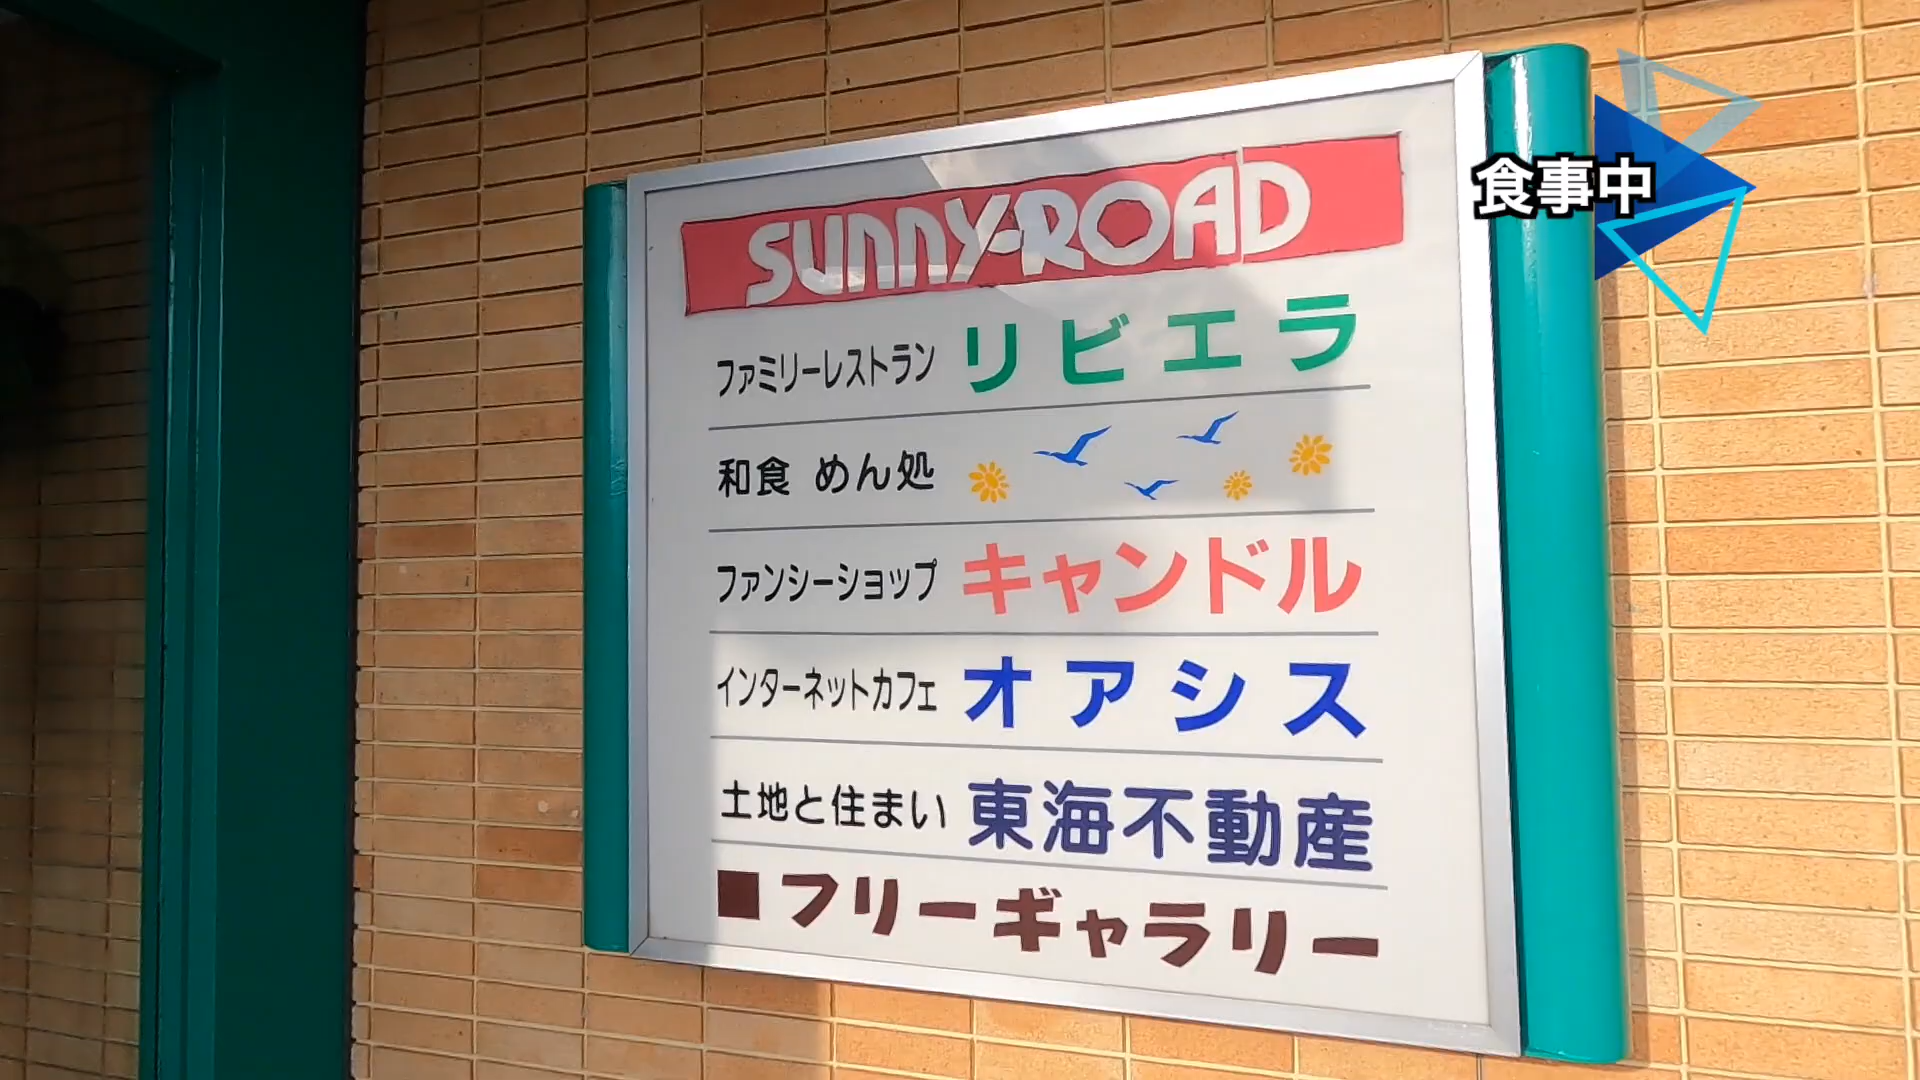 SUNNY-ROAD
食事中
ファミリーレストラン リビエラ
和食 めん処
ファンシーショップ キャンドル
インターネットカフェ オアシス
土地と住まい 東海不動産
■フリーギャラリー